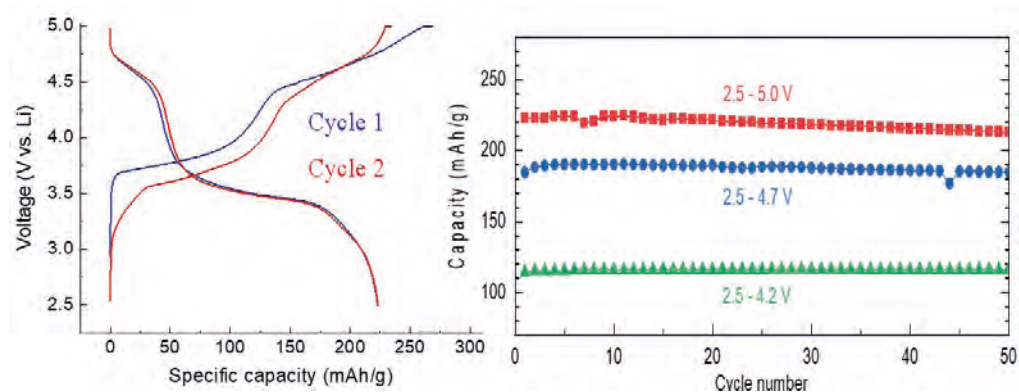 5.0
4.5
4.0
3.5
3.0
2.5
Voltage (V vs. Li)
Cycle 1
Cycle 2
0 50 100 150 200 250 300
Specific capacity (mAh/g)
250
200
150
100
Capacity (mAh/g)
2.5 - 5.0 V
2.5 - 4.7 V
2.5 - 4.2 V
0 10 20 30 40 50
Cycle number